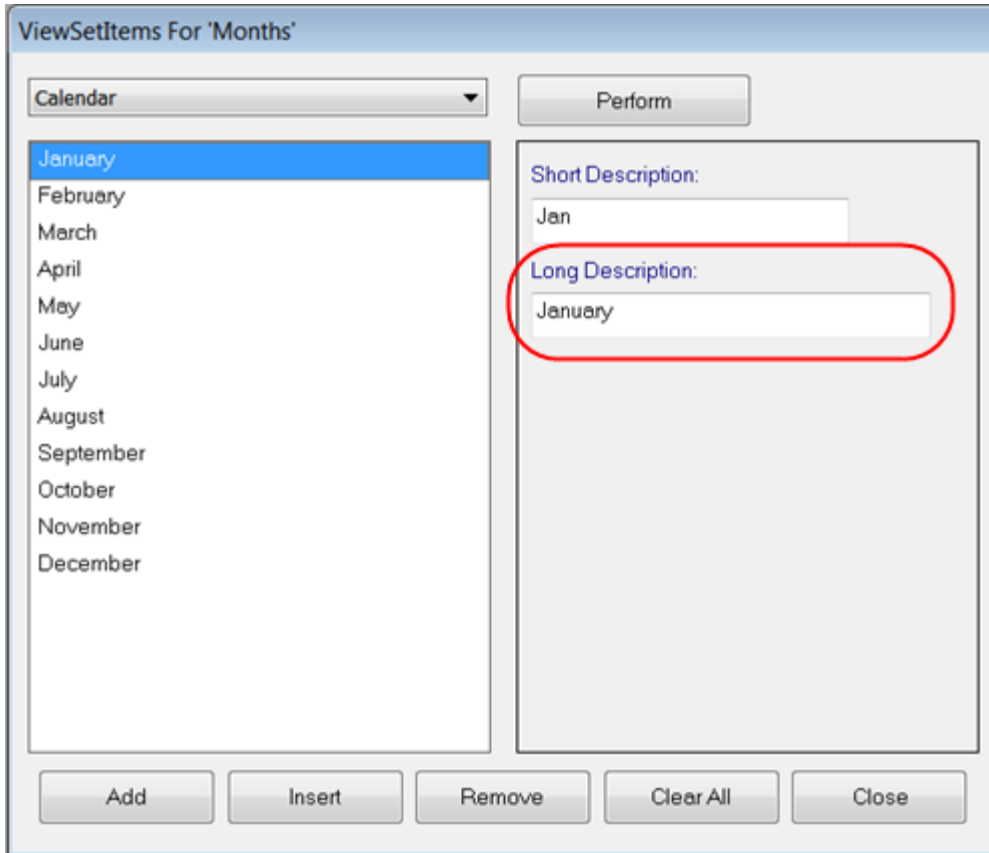 ViewSetItems For 'Months'
Calendar
Perform
January
February
March
April
May
June
July
August
September
October
November
December
Short Description:
Jan
Long Description:
January
Add
Insert
Remove
Clear All
Close